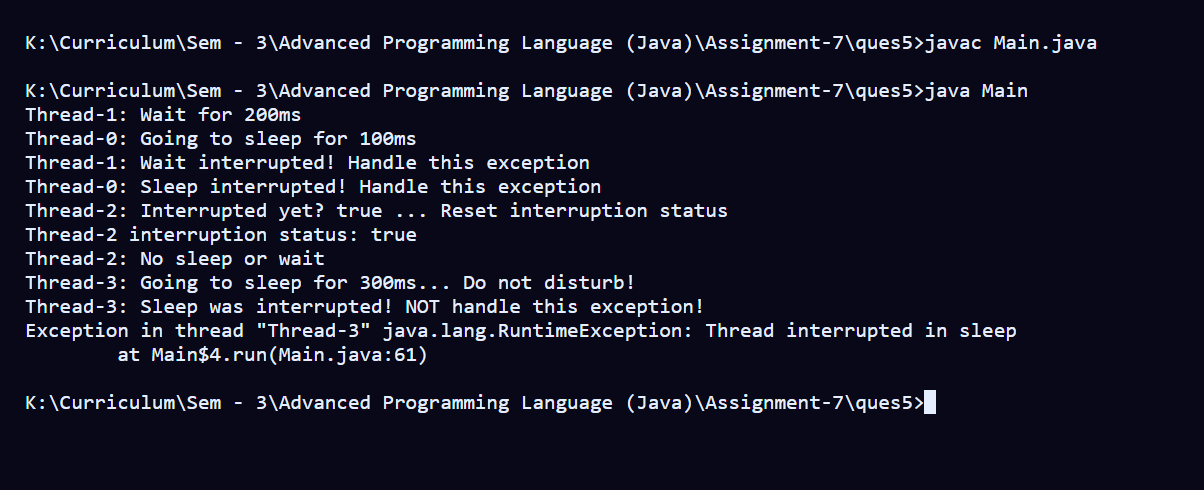 K:\Curriculum\Sem - 3\Advanced Programming Language (Java)\Assignment-7\ques5>javac Main.java
K:\Curriculum\Sem - 3\Advanced Programming Language (Java)\Assignment-7\ques5>java Main
Thread-1: Wait for 200ms
Thread-0: Going to sleep for 100ms
Thread-1: Wait interrupted! Handle this exception
Thread-0: Sleep interrupted! Handle this exception
Thread-2: Interrupted yet? true ... Reset interruption status
Thread-2 interruption status: true
Thread-2: No sleep or wait
Thread-3: Going to sleep for 300ms... Do not disturb!
Thread-3: Sleep was interrupted! NOT handle this exception!
Exception in thread "Thread-3" java.lang.RuntimeException: Thread interrupted in sleep
        at Main$4.run(Main.java:61)
K:\Curriculum\Sem - 3\Advanced Programming Language (Java)\Assignment-7\ques5>